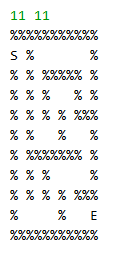 11 11
%%%%%%%%%%%
S %       %
% % %%%%% %
% % %   % %
% % % % %%%
% %   %   %
% %%%%%%% %
% % %     %
% % % % %%%
%     %   E
%%%%%%%%%%%